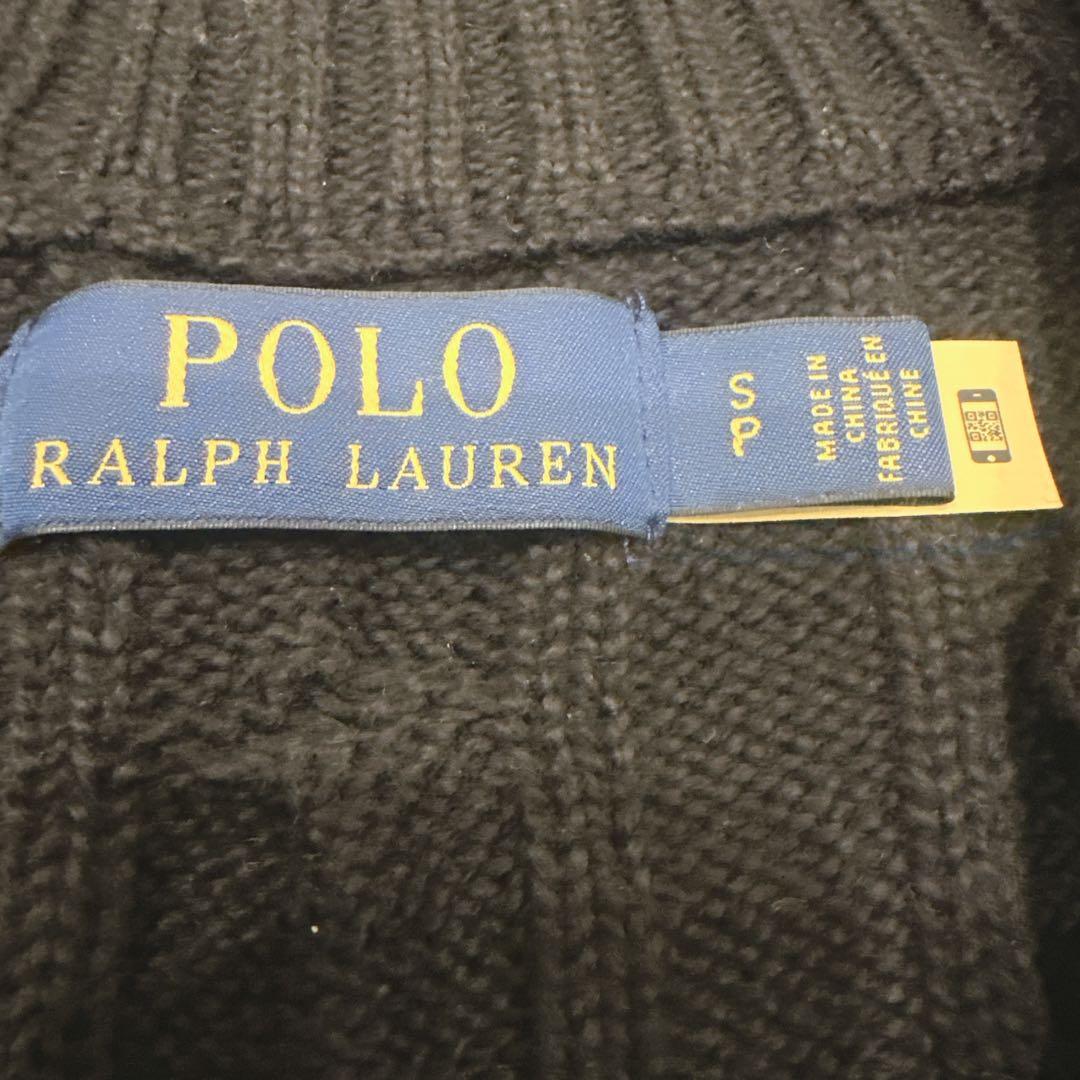 POLO
RALPH LAUREN
S
P
MADE IN
CHINA
FABRIQUÉ EN
CHINE